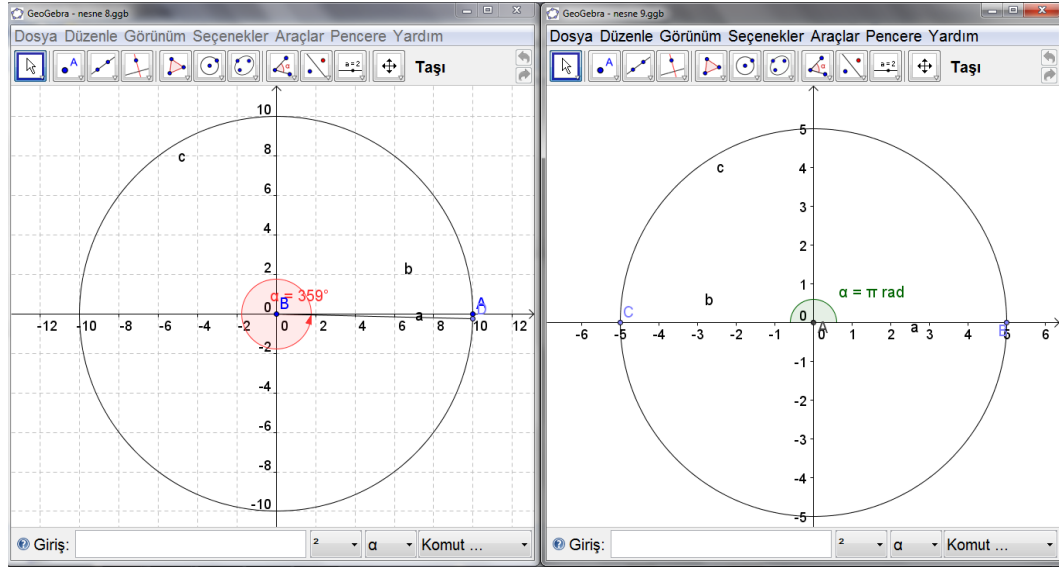 GeoGebra - nesne 8.ggb
Dosya Düzenle Görünüm Seçenekler Araçlar Pencere Yardım
A α a=2 Taşı
10
c 8
6
4
b
2
α = 359°
B A
D
0 a
-12 -10 -8 -6 -4 -2 0 2 4 6 8 10 12
-2
-4
-6
-8
-10
Giriş: ² α Komut ...
GeoGebra - nesne 9.ggb
Dosya Düzenle Görünüm Seçenekler Araçlar Pencere Yardım
A α a=2 Taşı
5
c 4
3
2
1
α = π rad
b
C
0 A a B
-6 -5 -4 -3 -2 -1 0 1 2 3 4 5 6
-1
-2
-3
-4
-5
Giriş: ² α Komut ...